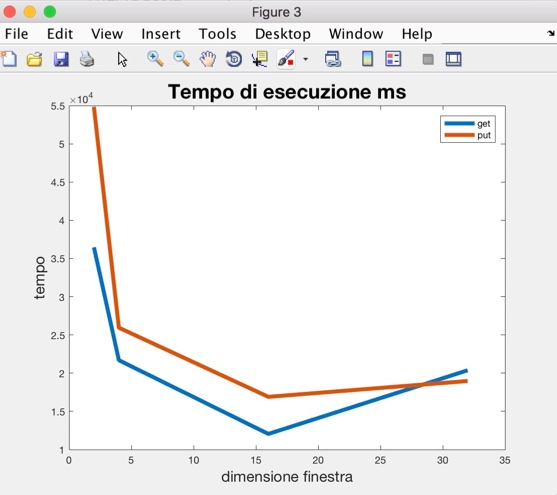 Figure 3
File Edit View Insert Tools Desktop Window Help
Tempo di esecuzione ms
×10⁴
5.5
5
4.5
4
3.5
3
2.5
2
1.5
1
tempo
get
put
0 5 10 15 20 25 30 35
dimensione finestra